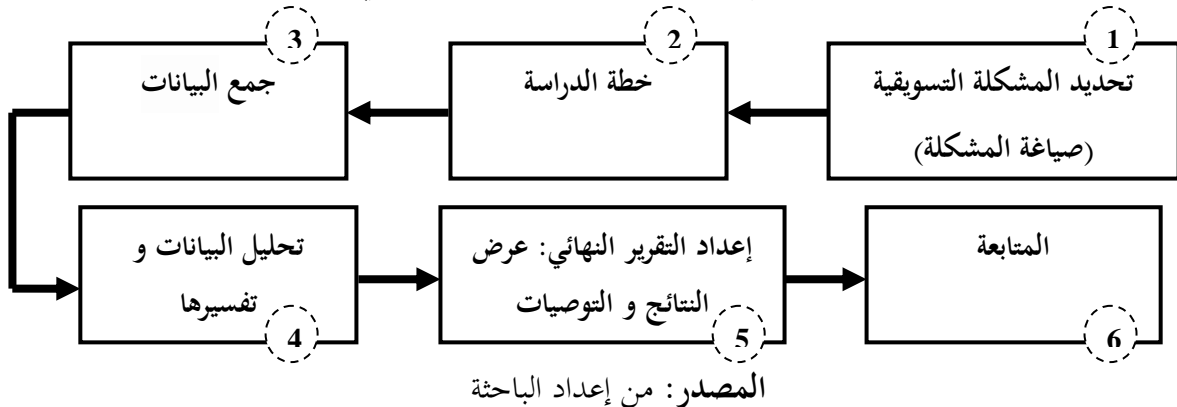 1
تحديد المشكلة التسويقية
(صياغة المشكلة)
2
خطة الدراسة
3
جمع البيانات
تحليل البيانات و
تفسيرها
4
إعداد التقرير النهائي: عرض
النتائج و التوصيات
5
المتابعة
6
المصدر: من إعداد الباحثة